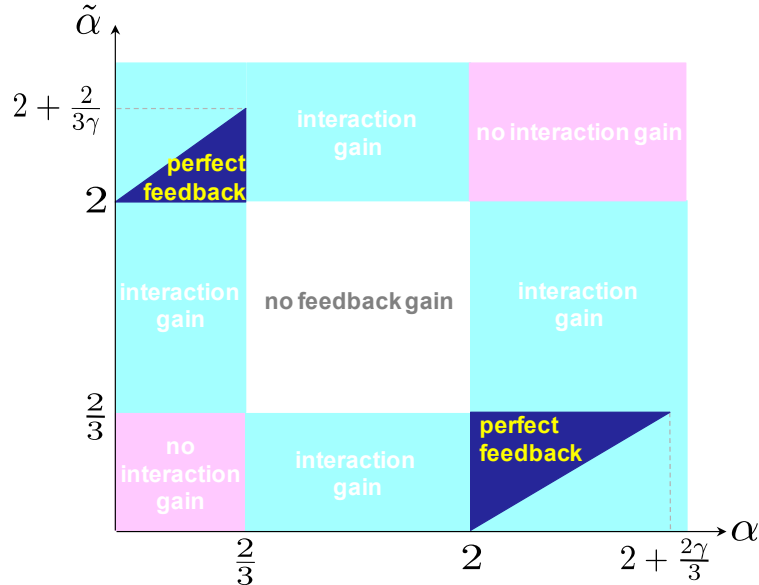 α̃
2 + 2/(3γ)
interaction
gain
no interaction gain
perfect
feedback
2
interaction
gain
no feedback gain
interaction
gain
2/3
perfect
feedback
no
interaction
gain
interaction
gain
α
2/3
2
2 + 2γ/3